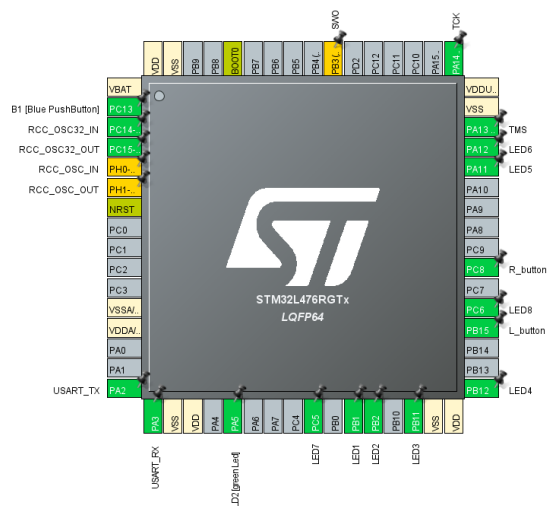 SWO
TCK
VDD
VSS
PB9
PB8
BOOT0
PB7
PB6
PB5
PB4(..
PB3(..
PD2
PC12
PC11
PC10
PA15..
PA14..
VBAT
B1 [Blue PushButton] PC13
RCC_OSC32_IN PC14-..
RCC_OSC32_OUT PC15-..
RCC_OSC_IN PH0-..
RCC_OSC_OUT PH1-..
NRST
PC0
PC1
PC2
PC3
VSSA/..
VDDA/..
PA0
PA1
USART_TX PA2
ST
STM32L476RGTx
LQFP64
VDDU..
VSS
PA13.. TMS
PA12 LED6
PA11 LED5
PA10
PA9
PA8
PC9
PC8 R_button
PC7
PC6 LED8
PB15 L_button
PB14
PB13
PB12 LED4
PA3
VSS
VDD
PA4
PA5
PA6
PA7
PC4
PC5
PB0
PB1
PB2
PB10
PB11
VSS
VDD
USART_RX
LD2 [green Led]
LED7
LED1
LED2
LED3